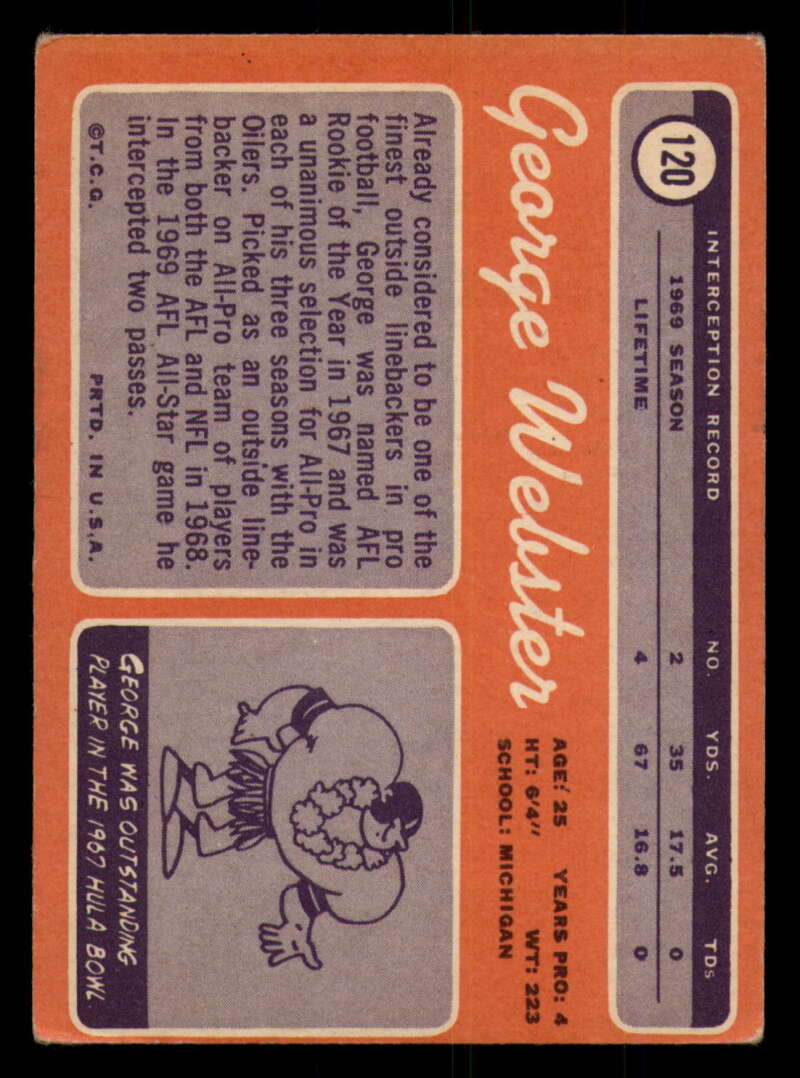 120
INTERCEPTION RECORD NO. YDS. AVG. TDs
1969 SEASON 2 35 17.5 0
LIFETIME 4 67 16.8 0
George Webster
AGE: 25 YEARS PRO: 4
HT: 6'4" WT: 223
SCHOOL: MICHIGAN
Already considered to be one of the
finest outside linebackers in pro
football, George was named AFL
Rookie of the Year in 1967 and was
a unanimous selection for All-Pro in
each of his three seasons with the
Oilers. Picked as an outside line-
backer on All-Pro team of players
from both the AFL and NFL in 1968.
In the 1969 AFL All-Star game he
intercepted two passes.
©T.C.G. PRTD. IN U.S.A.
GEORGE WAS OUTSTANDING
PLAYER IN THE 1967 HULA BOWL.